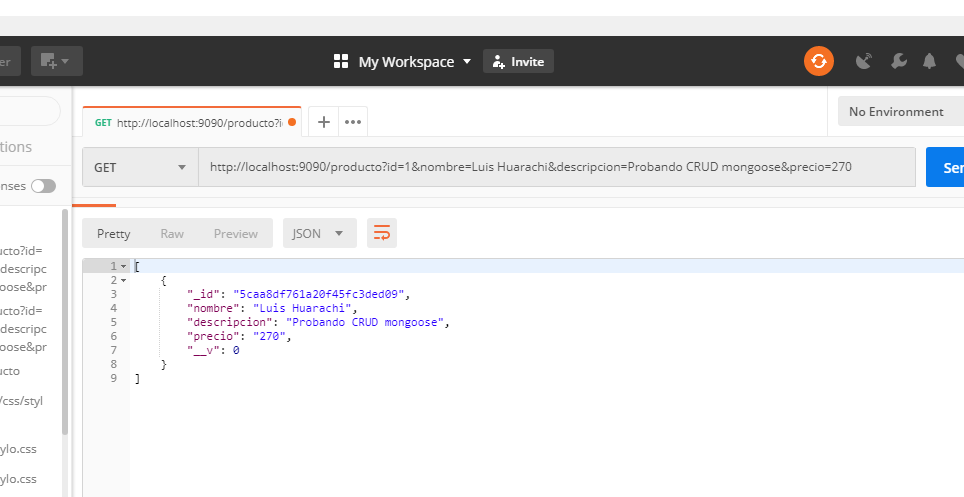 er
My Workspace
Invite
GET http://localhost:9090/producto?i
No Environment
GET
http://localhost:9090/producto?id=1&nombre=Luis Huarachi&descripcion=Probando CRUD mongoose&precio=270
Sen
tions
nses
Pretty
Raw
Preview
JSON
ucto?id=
descripc
oose&pr
ucto?id=
descripc
oose&pr
ucto
/css/styl
ylo.css
ylo.css
1 [
2 {
3 "_id": "5caa8df761a20f45fc3ded09",
4 "nombre": "Luis Huarachi",
5 "descripcion": "Probando CRUD mongoose",
6 "precio": "270",
7 "__v": 0
8 }
9 ]